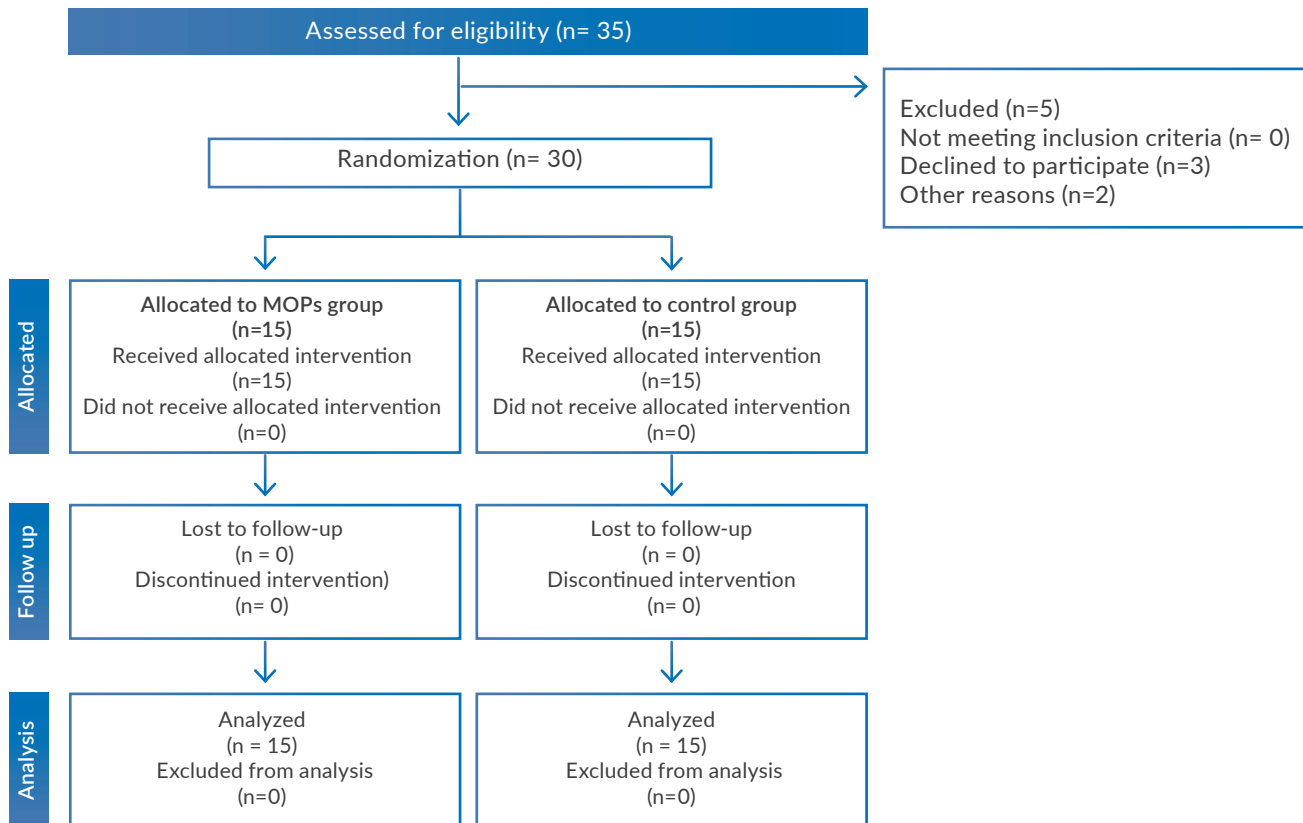 Assessed for eligibility (n= 35)
Excluded (n=5)
Not meeting inclusion criteria (n= 0)
Declined to participate (n=3)
Other reasons (n=2)
Randomization (n= 30)
Allocated
Allocated to MOPs group
(n=15)
Received allocated intervention
(n=15)
Did not receive allocated intervention
(n=0)
Allocated to control group
(n=15)
Received allocated intervention
(n=15)
Did not receive allocated intervention
(n=0)
Follow up
Lost to follow-up
(n = 0)
Discontinued intervention)
(n= 0)
Lost to follow-up
(n = 0)
Discontinued intervention
(n= 0)
Analysis
Analyzed
(n = 15)
Excluded from analysis
(n=0)
Analyzed
(n = 15)
Excluded from analysis
(n=0)